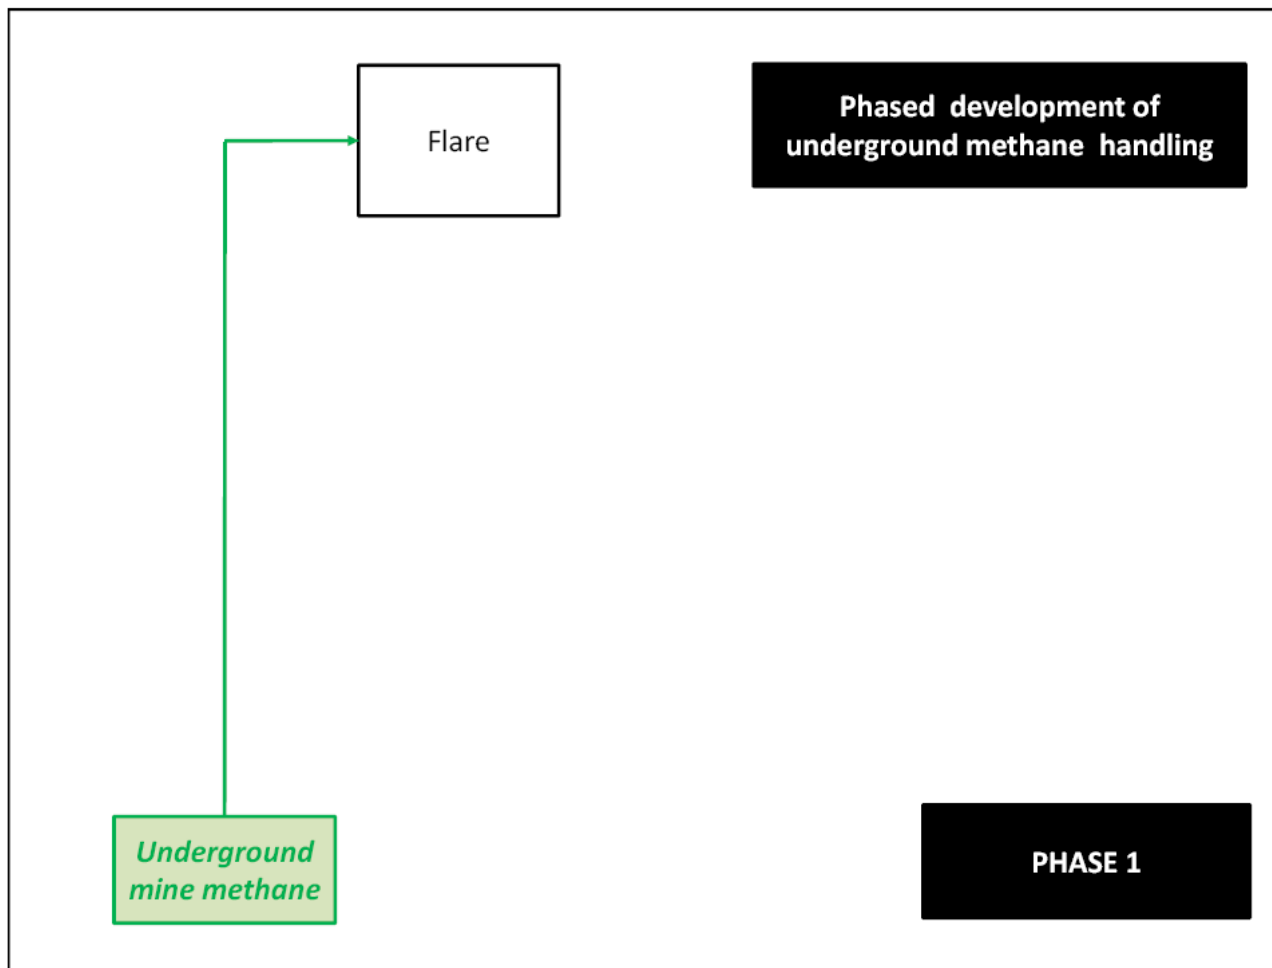 Flare
Phased development of
underground methane handling
Underground
mine methane
PHASE 1